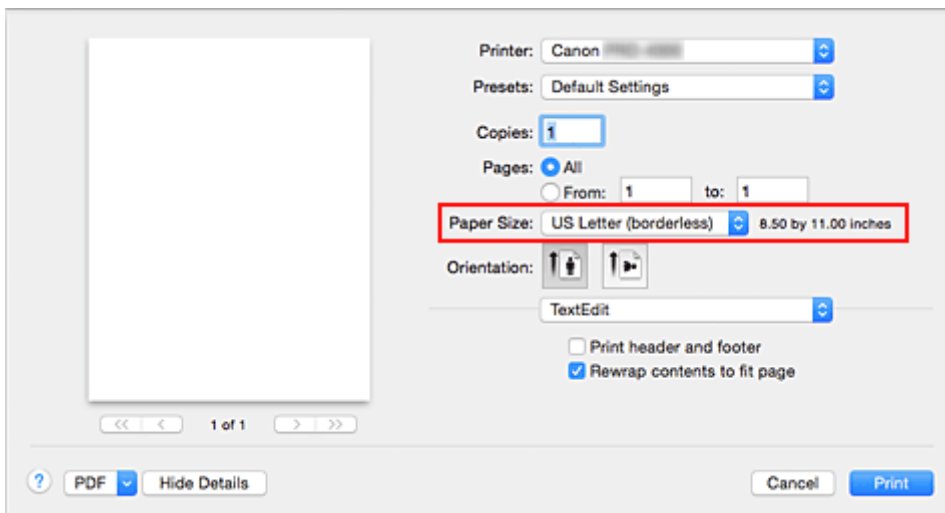 Printer: Canon
Presets: Default Settings
Copies: 1
Pages: All
From: 1 to: 1
Paper Size: US Letter (borderless) 8.50 by 11.00 inches
Orientation:
TextEdit
Print header and footer
Rewrap contents to fit page
<< < 1 of 1 > >>
? PDF Hide Details Cancel Print